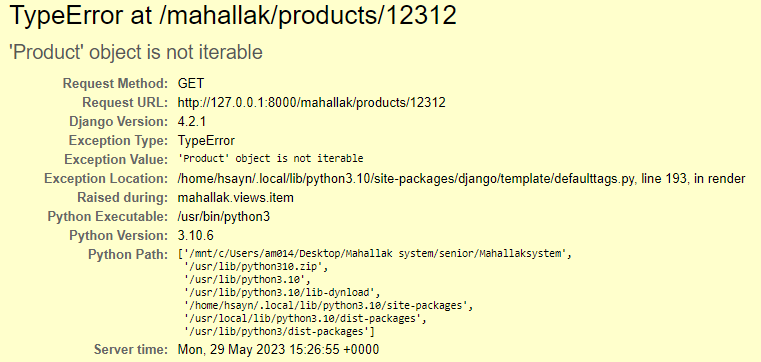 TypeError at /mahallak/products/12312
'Product' object is not iterable
Request Method: GET
Request URL: http://127.0.0.1:8000/mahallak/products/12312
Django Version: 4.2.1
Exception Type: TypeError
Exception Value: 'Product' object is not iterable
Exception Location: /home/hsayn/.local/lib/python3.10/site-packages/django/template/defaulttags.py, line 193, in render
Raised during: mahallak.views.item
Python Executable: /usr/bin/python3
Python Version: 3.10.6
Python Path: ['/mnt/c/Users/am014/Desktop/Mahallak system/senior/Mahallaksystem',
'/usr/lib/python310.zip',
'/usr/lib/python3.10',
'/usr/lib/python3.10/lib-dynload',
'/home/hsayn/.local/lib/python3.10/site-packages',
'/usr/local/lib/python3.10/dist-packages',
'/usr/lib/python3/dist-packages']
Server time: Mon, 29 May 2023 15:26:55 +0000